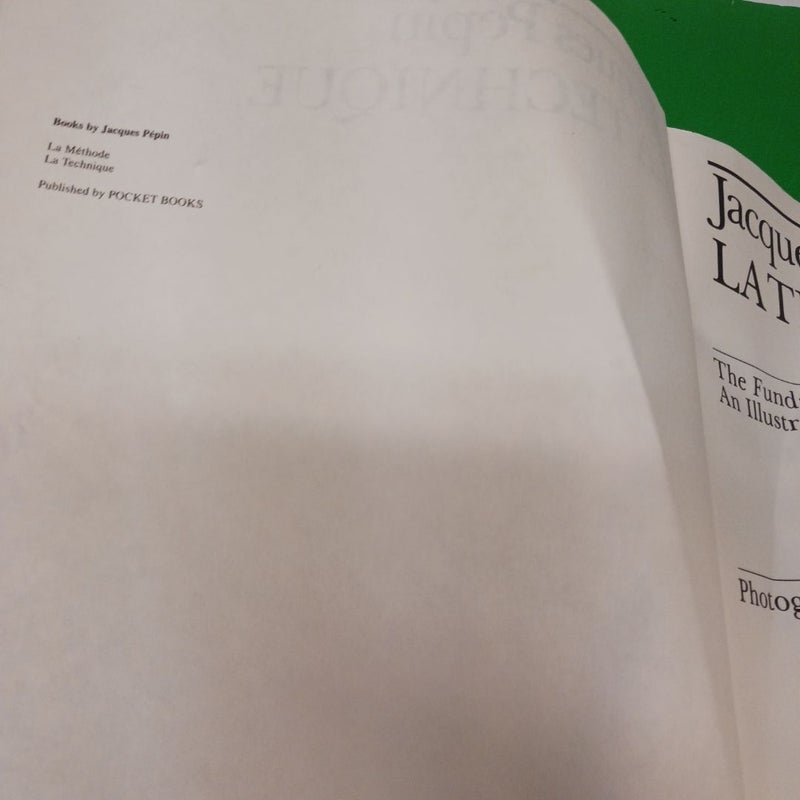 Books by Jacques Pépin
La Méthode
La Technique
Published by POCKET BOOKS
Jacque
LAT
The Fund
An Illustr
Photog